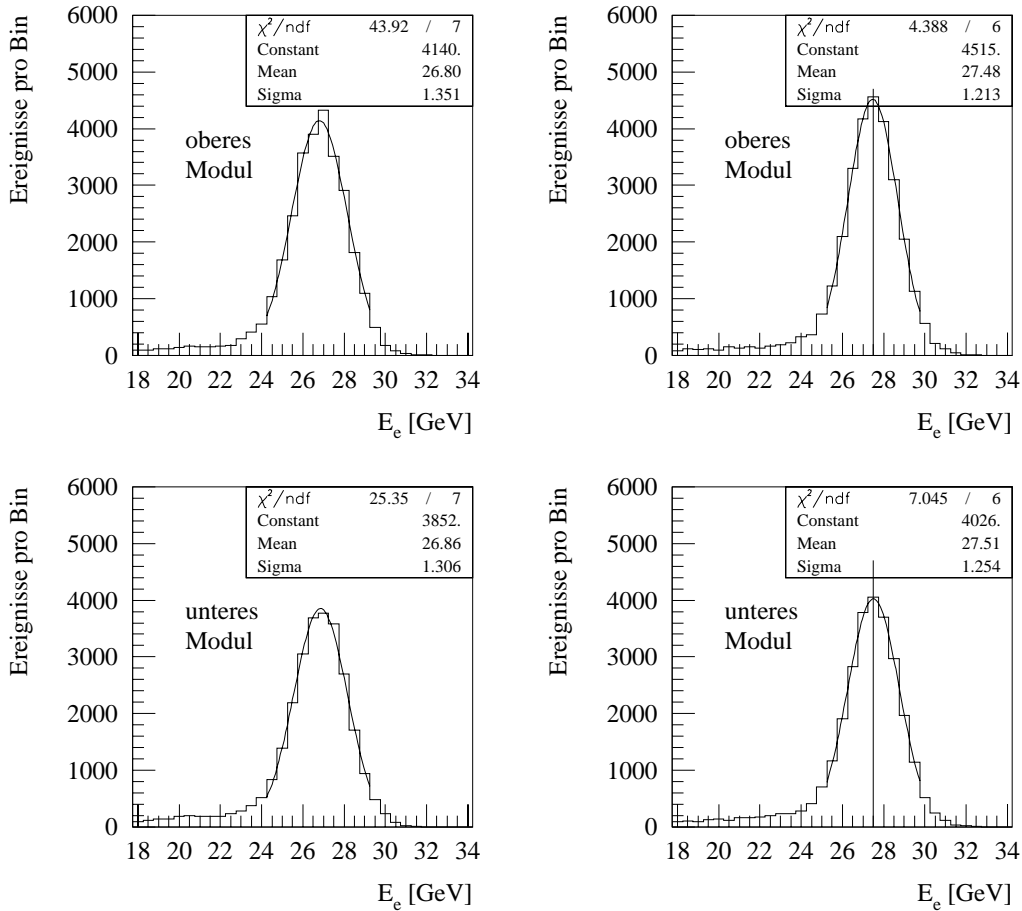 Ereignisse pro Bin
6000
5000
4000
3000
2000
1000
0
χ²/ndf 43.92 / 7
Constant 4140.
Mean 26.80
Sigma 1.351
oberes
Modul
18 20 22 24 26 28 30 32 34
E_e [GeV]
Ereignisse pro Bin
6000
5000
4000
3000
2000
1000
0
χ²/ndf 4.388 / 6
Constant 4515.
Mean 27.48
Sigma 1.213
oberes
Modul
18 20 22 24 26 28 30 32 34
E_e [GeV]
Ereignisse pro Bin
6000
5000
4000
3000
2000
1000
0
χ²/ndf 25.35 / 7
Constant 3852.
Mean 26.86
Sigma 1.306
unteres
Modul
18 20 22 24 26 28 30 32 34
E_e [GeV]
Ereignisse pro Bin
6000
5000
4000
3000
2000
1000
0
χ²/ndf 7.045 / 6
Constant 4026.
Mean 27.51
Sigma 1.254
unteres
Modul
18 20 22 24 26 28 30 32 34
E_e [GeV]